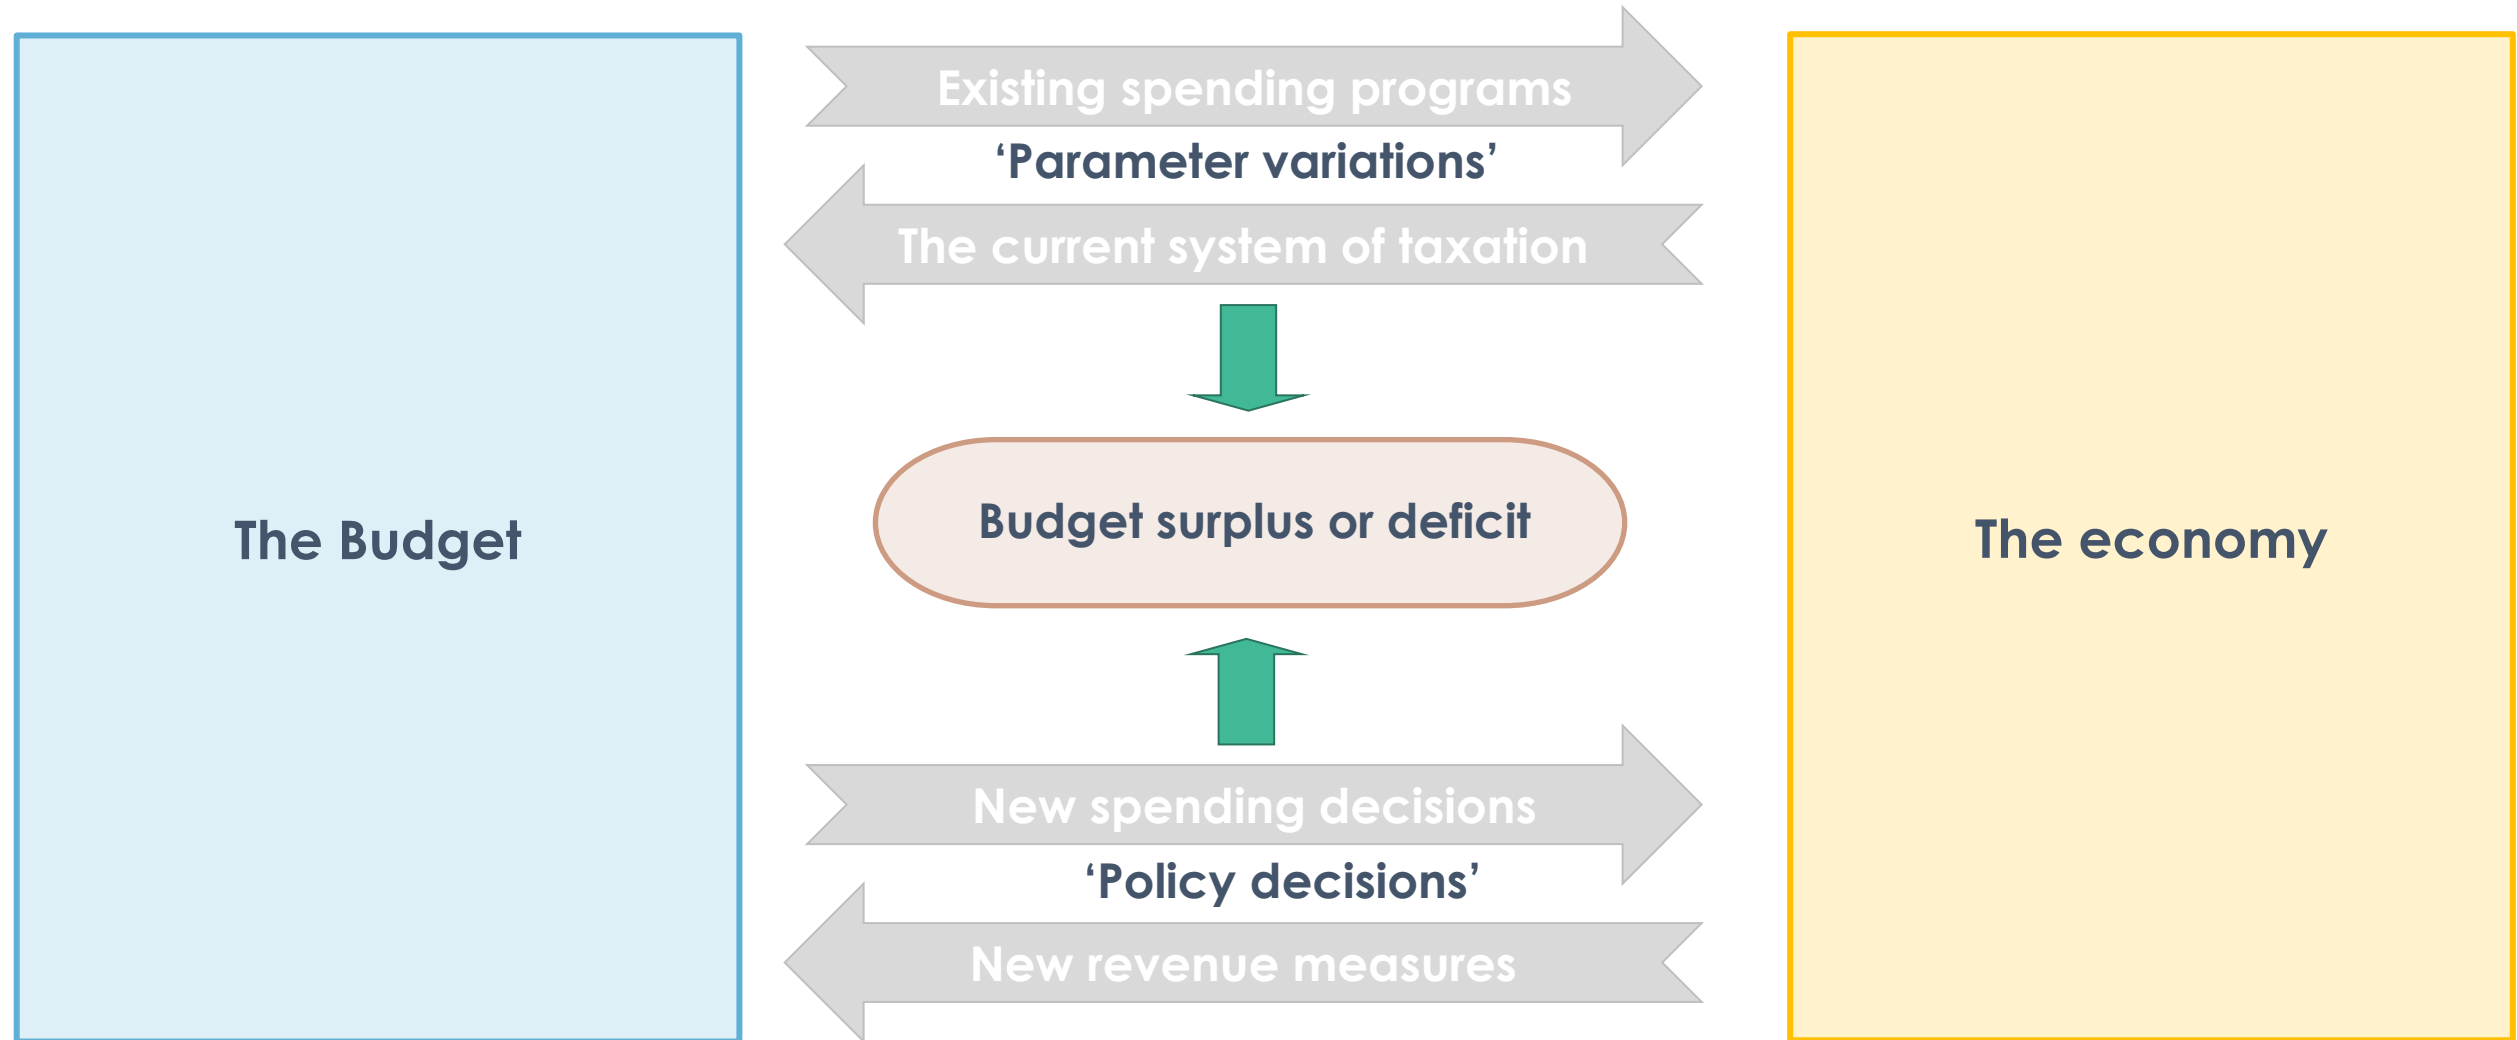 Existing spending programs
‘Parameter variations’
The current system of taxation
The Budget
Budget surplus or deficit
The economy
New spending decisions
‘Policy decisions’
New revenue measures